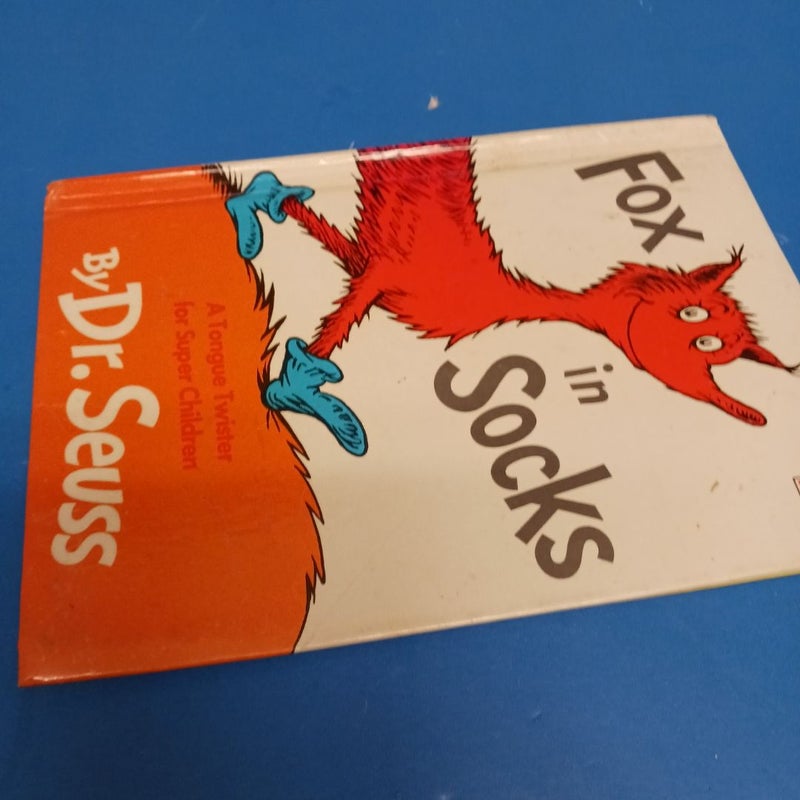 Fox
in
Socks
A Tongue Twister
for Super Children
By Dr. Seuss